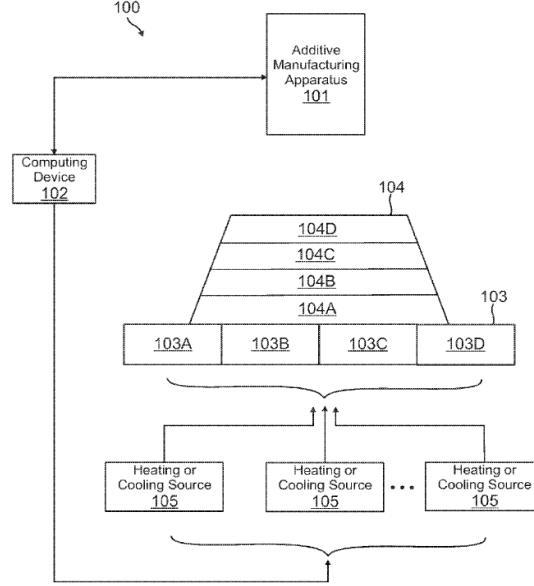 100
Additive
Manufacturing
Apparatus
101
Computing
Device
102
104
104D
104C
104B
104A
103
103A 103B 103C 103D
Heating or
Cooling Source
105
Heating or
Cooling Source
105
Heating or
Cooling Source
105